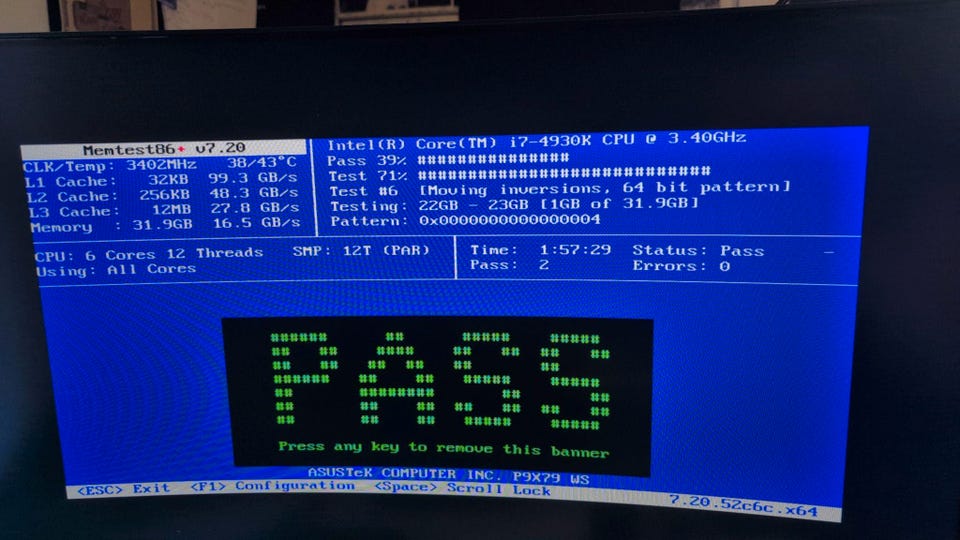 Memtest86+ v7.20
CLK/Temp: 3402MHz 38/43°C
L1 Cache: 32KB 99.3 GB/s
L2 Cache: 256KB 48.3 GB/s
L3 Cache: 12MB 27.8 GB/s
Memory : 31.9GB 16.5 GB/s
Intel(R) Core(TM) i7-4930K CPU @ 3.40GHz
Pass 39% ###############
Test 71% #############################
Test #6 [Moving inversions, 64 bit pattern]
Testing: 22GB - 23GB [1GB of 31.9GB]
Pattern: 0x0000000000000004
CPU: 6 Cores 12 Threads SMP: 12T (PAR)
Using: All Cores
Time: 1:57:29 Status: Pass -
Pass: 2 Errors: 0
PASS
Press any key to remove this banner
ASUSTeK COMPUTER INC. P9X79 WS
<ESC> Exit <F1> Configuration <Space> Scroll Lock 7.20.52c6c.x64